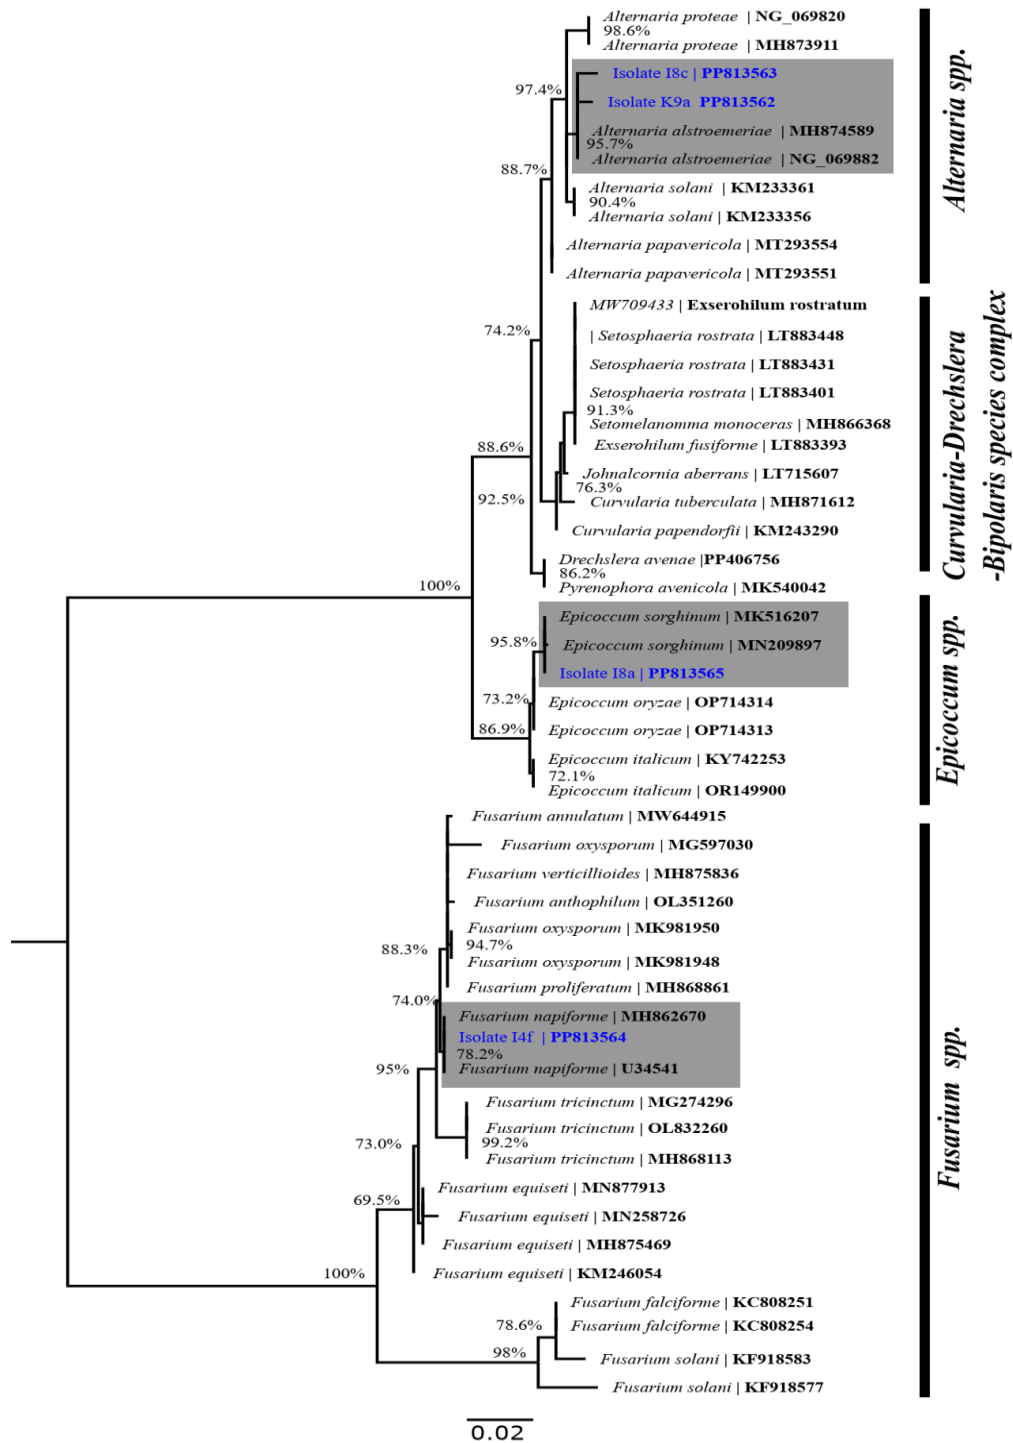 Alternaria proteae | NG_069820
98.6%
Alternaria proteae | MH873911
Isolate I8c | PP813563
97.4%
Isolate K9a PP813562
Alternaria alstroemeriae | MH874589
95.7%
Alternaria alstroemeriae | NG_069882
88.7%
Alternaria solani | KM233361
90.4%
Alternaria solani | KM233356
Alternaria papavericola | MT293554
Alternaria papavericola | MT293551
Alternaria spp.
MW709433 | Exserohilum rostratum
74.2%
| Setosphaeria rostrata | LT883448
Setosphaeria rostrata | LT883431
Setosphaeria rostrata | LT883401
91.3%
Setomelanomma monoceras | MH866368
Exserohilum fusiforme | LT883393
88.6%
Johnalcornia aberrans | LT715607
76.3%
92.5%
Curvularia tuberculata | MH871612
Curvularia papendorfii | KM243290
Drechslera avenae |PP406756
86.2%
Pyrenophora avenicola | MK540042
Curvularia-Drechslera
-Bipolaris species complex
100%
Epicoccum sorghinum | MK516207
95.8%
Epicoccum sorghinum | MN209897
Isolate I8a | PP813565
73.2%
Epicoccum oryzae | OP714314
86.9%
Epicoccum oryzae | OP714313
Epicoccum italicum | KY742253
72.1%
Epicoccum italicum | OR149900
Epicoccum spp.
Fusarium annulatum | MW644915
Fusarium oxysporum | MG597030
Fusarium verticillioides | MH875836
Fusarium anthophilum | OL351260
Fusarium oxysporum | MK981950
88.3%
94.7%
Fusarium oxysporum | MK981948
Fusarium proliferatum | MH868861
74.0%
Fusarium napiforme | MH862670
Isolate I4f | PP813564
78.2%
95%
Fusarium napiforme | U34541
Fusarium tricinctum | MG274296
Fusarium tricinctum | OL832260
99.2%
73.0%
Fusarium tricinctum | MH868113
Fusarium equiseti | MN877913
69.5%
Fusarium equiseti | MN258726
Fusarium equiseti | MH875469
100%
Fusarium equiseti | KM246054
Fusarium falciforme | KC808251
78.6%
Fusarium falciforme | KC808254
98%
Fusarium solani | KF918583
Fusarium solani | KF918577
Fusarium spp.
0.02